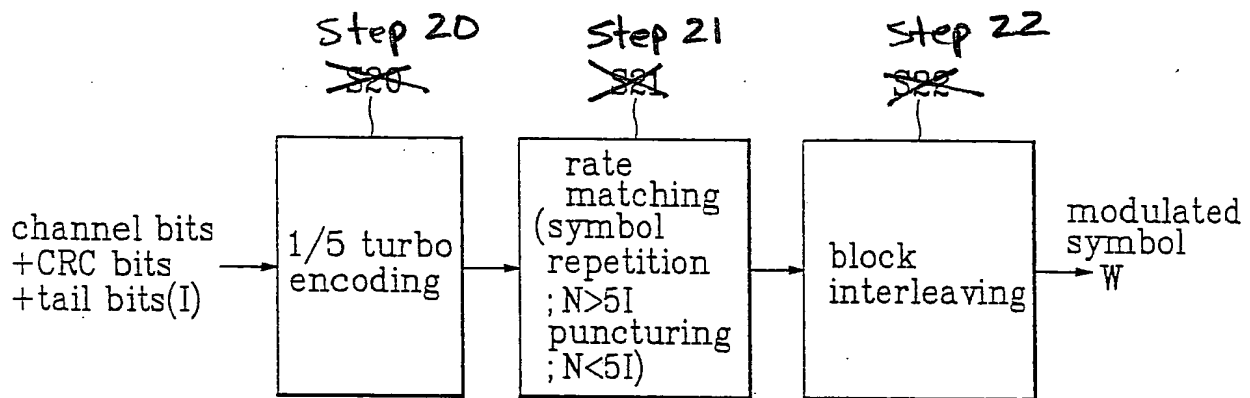 Step 20
Step 21
Step 22
S20
S21
S22
channel bits
+CRC bits
+tail bits(I)
1/5 turbo
encoding
rate
matching
(symbol
repetition
;N>5I
puncturing
;N<5I)
block
interleaving
modulated
symbol
W